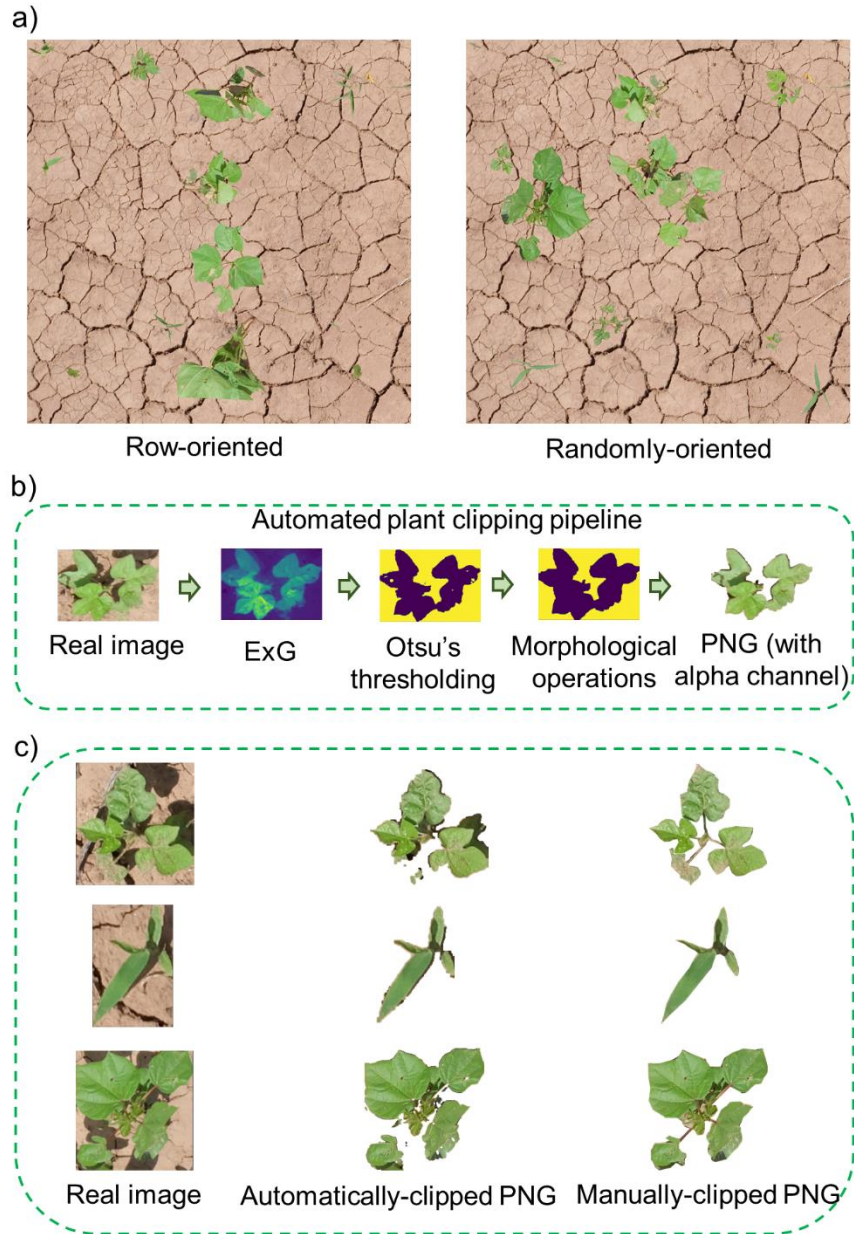 a)
Row-oriented
Randomly-oriented
b)
Automated plant clipping pipeline
Real image
ExG
Otsu's
thresholding
Morphological
operations
PNG (with
alpha channel)
c)
Real image
Automatically-clipped PNG
Manually-clipped PNG